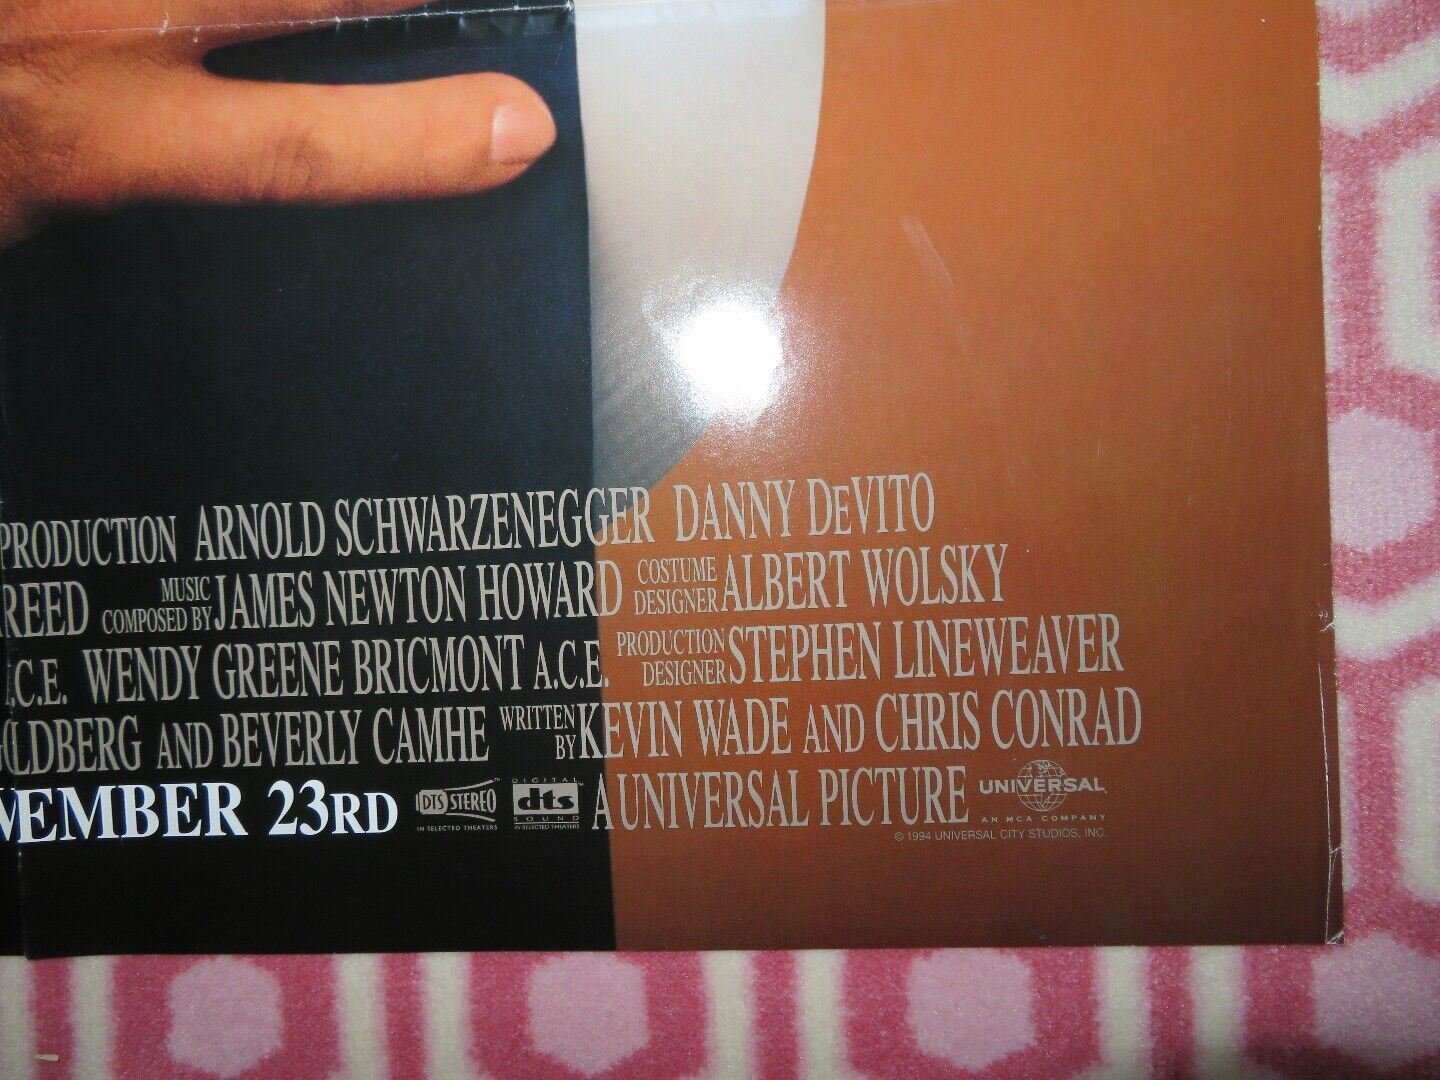 PRODUCTION ARNOLD SCHWARZENEGGER DANNY DeVITO
REED MUSIC COMPOSED BY JAMES NEWTON HOWARD COSTUME DESIGNER ALBERT WOLSKY
.C.E. WENDY GREENE BRICMONT A.C.E. PRODUCTION DESIGNER STEPHEN LINEWEAVER
OLDBERG AND BEVERLY CAMHE WRITTEN BY KEVIN WADE AND CHRIS CONRAD
VEMBER 23RD DTS STEREO IN SELECTED THEATERS DIGITAL dts SOUND IN SELECTED THEATERS A UNIVERSAL PICTURE UNIVERSAL AN MCA COMPANY
© 1994 UNIVERSAL CITY STUDIOS, INC.